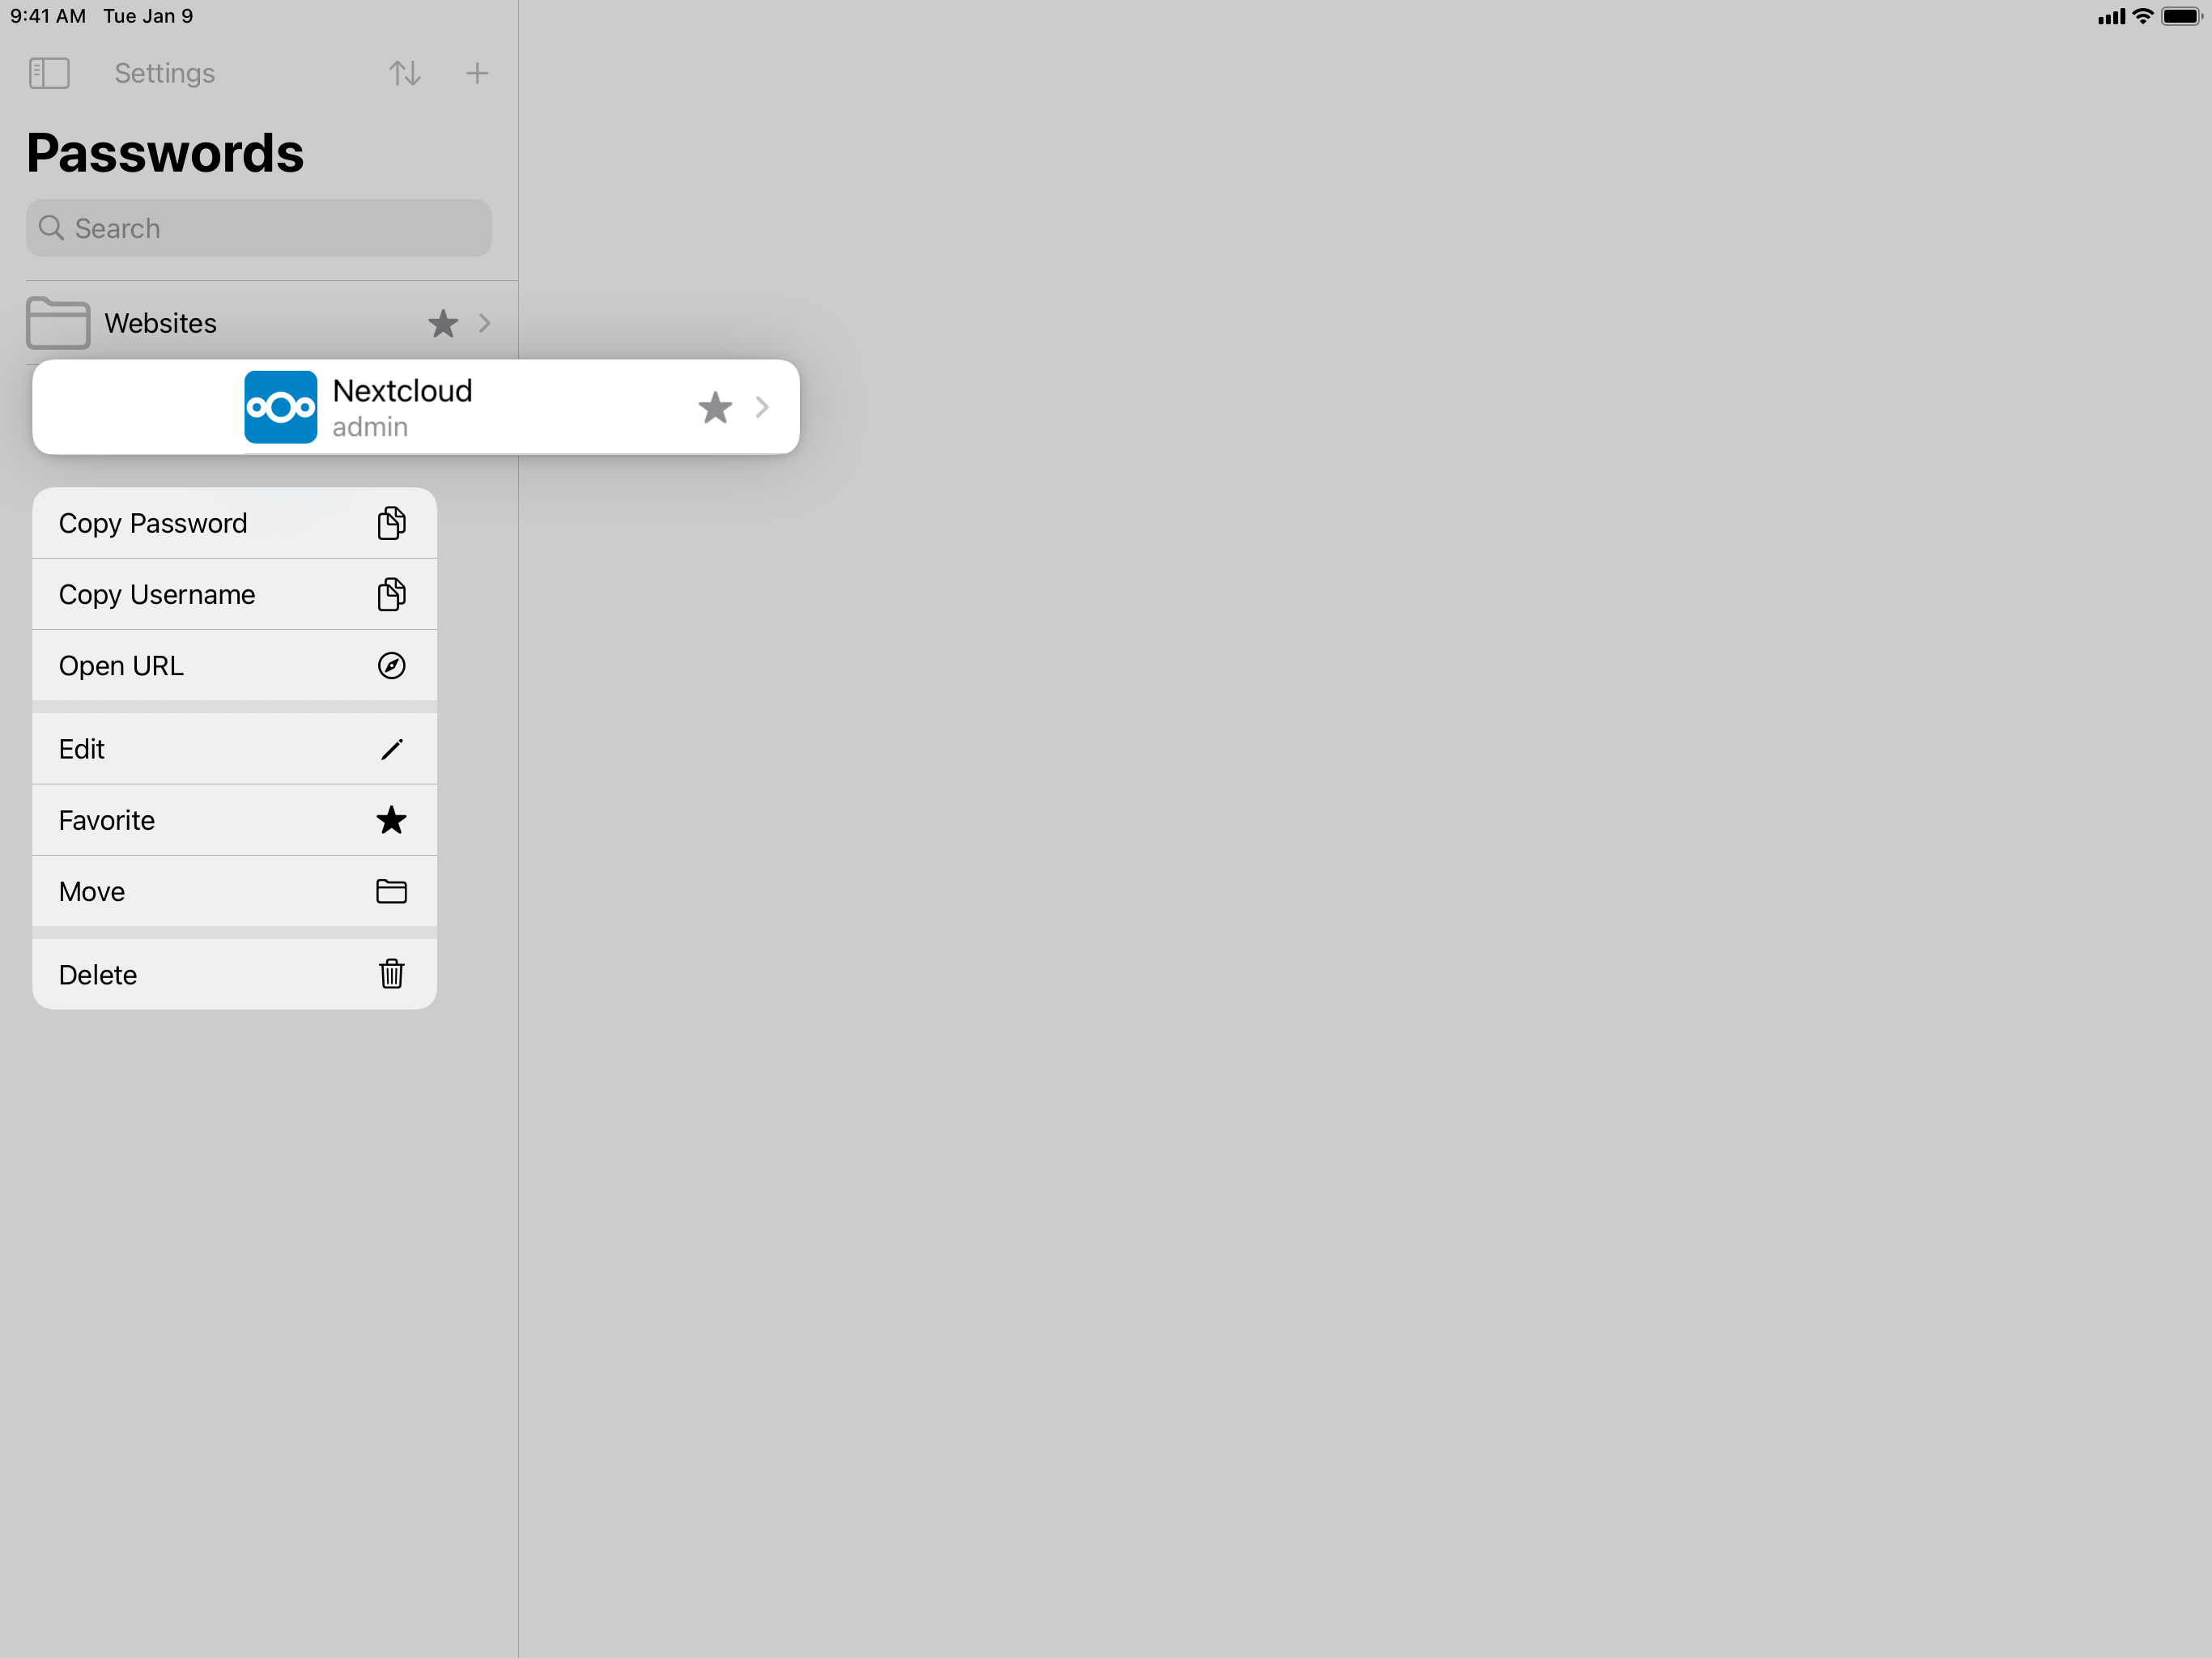 9:41 AM Tue Jan 9
Settings
Passwords
Search
Websites
Nextcloud
admin
Copy Password
Copy Username
Open URL
Edit
Favorite
Move
Delete